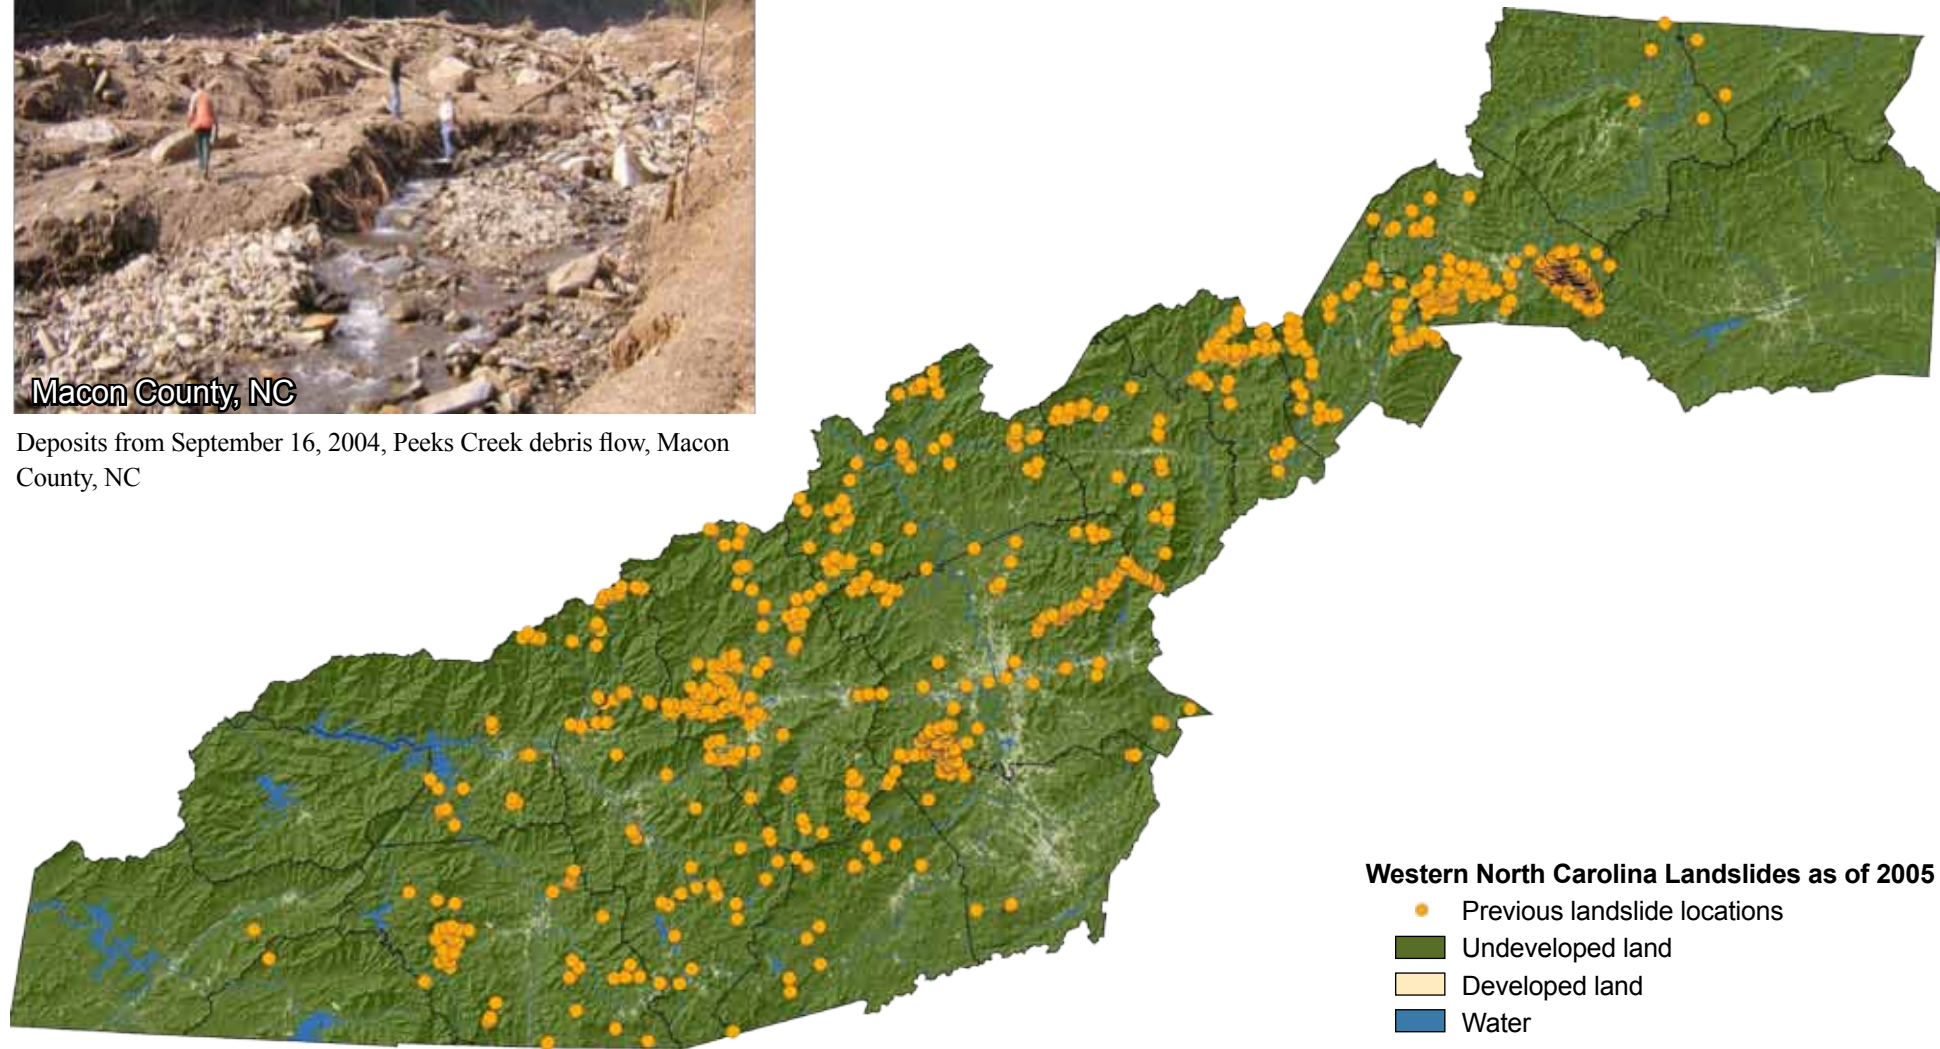 Macon County, NC
Deposits from September 16, 2004, Peeks Creek debris flow, Macon
County, NC
Western North Carolina Landslides as of 2005
Previous landslide locations
Undeveloped land
Developed land
Water